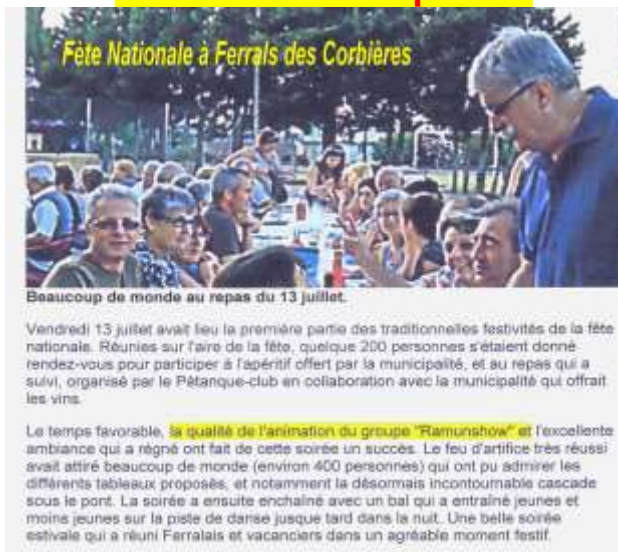 Fête Nationale à Ferrals des Corbières
Beaucoup de monde au repas du 13 juillet.
Vendredi 13 juillet avait lieu la première partie des traditionnelles festivités de la fête
nationale. Réunies sur l'aire de la fête, quelque 200 personnes s'étaient donné
rendez-vous pour participer à l'apéritif offert par la municipalité, et au repas qui a
suivi, organisé par le Pétanque-club en collaboration avec la municipalité qui offrait
les vins.
Le temps favorable, la qualité de l'animation du groupe "Ramunshow" et l'excellente
ambiance qui a régné ont fait de cette soirée un succès. Le feu d'artifice très réussi
avait attiré beaucoup de monde (environ 400 personnes) qui ont pu admirer les
différents tableaux proposés, et notamment la désormais incontournable cascade
sous le pont. La soirée a ensuite enchaîné avec un bal qui a entraîné jeunes et
moins jeunes sur la piste de danse jusque tard dans la nuit. Une belle soirée
estivale qui a réuni Ferralais et vacanciers dans un agréable moment festif.